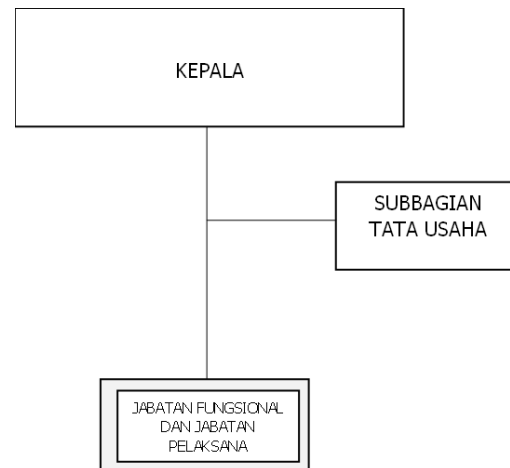 KEPALA
SUBBAGIAN
TATA USAHA
JABATAN FUNGSIONAL
DAN JABATAN
PELAKSANA